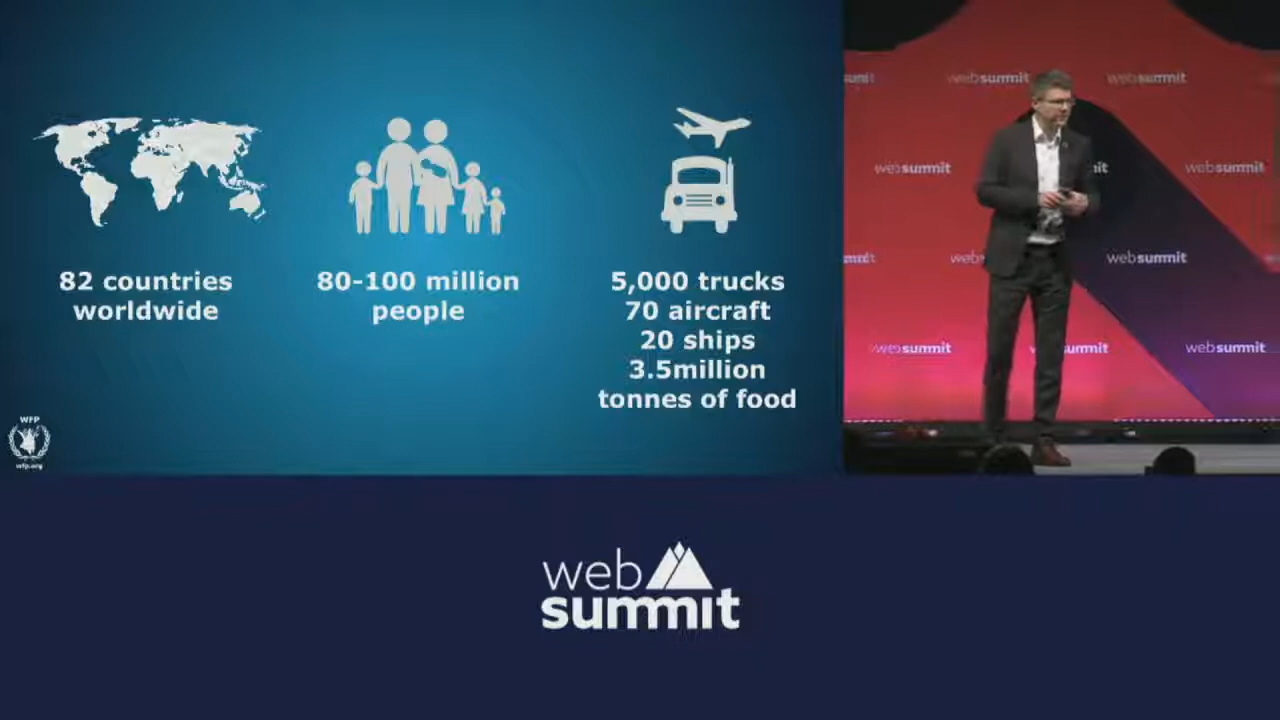 82 countries
worldwide
80-100 million
people
5,000 trucks
70 aircraft
20 ships
3.5million
tonnes of food
WFP
wfp.org
websummit
websummit
websummit
websummit
websummit
websummit
websummit
web
summit